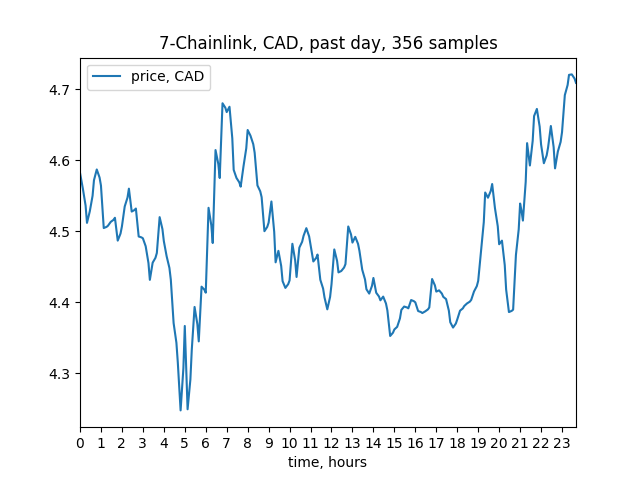 7-Chainlink, CAD, past day, 356 samples
price, CAD
4.7
4.6
4.5
4.4
4.3
0 1 2 3 4 5 6 7 8 9 10 11 12 13 14 15 16 17 18 19 20 21 22 23
time, hours